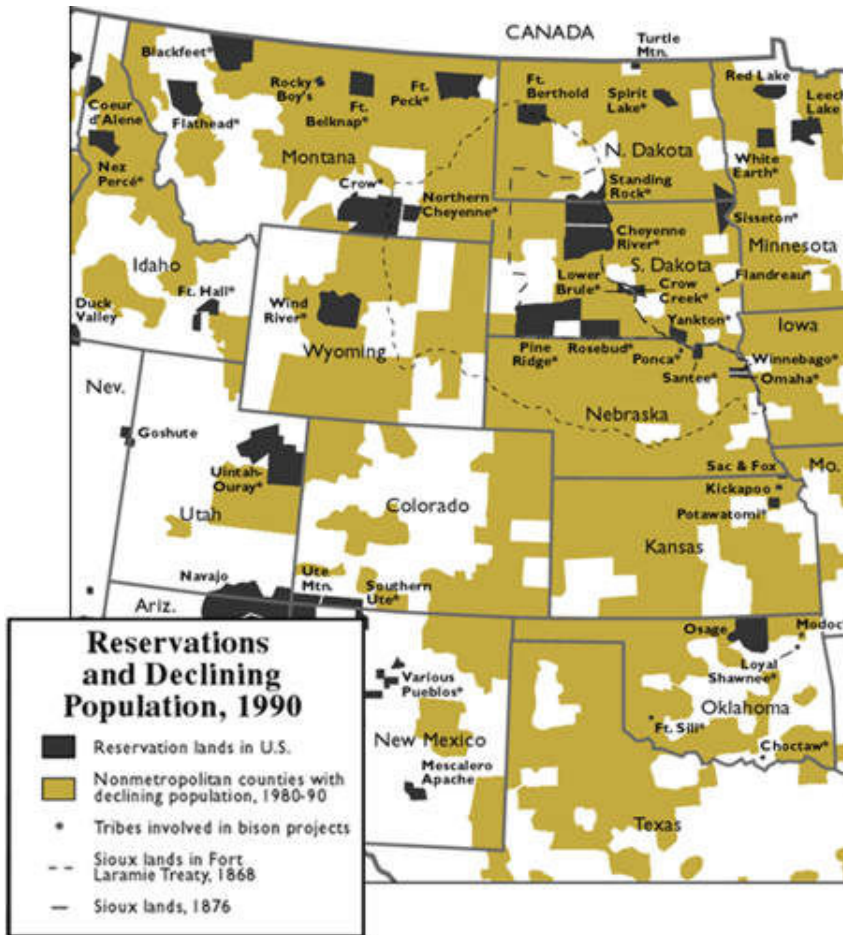 CANADA
Turtle
Mtn.
Blackfeet*
Rocky
Boy's
Ft.
Belknap*
Ft.
Peck*
Ft.
Berthold
Spirit
Lake*
Red Lake
Leech
Lake
Coeur
d'Alene
Flathead*
Nez
Percé*
Montana
N. Dakota
White
Earth*
Crow*
Northern
Cheyenne*
Standing
Rock*
Sisseton*
Cheyenne
River*
Minnesota
Idaho
Ft. Hall*
Duck
Valley
Wind
River*
Wyoming
Lower
Brule*
S. Dakota
Crow
Creek*
Flandreau*
Yankton*
Iowa
Pine
Ridge*
Rosebud*
Ponca*
Santee*
Winnebago*
Omaha*
Nev.
Nebraska
Goshute
Uintah-
Ouray*
Utah
Colorado
Sac & Fox
Mo.
Kickapoo
Potawatomi*
Kansas
Navajo
Ute
Mtn.
Southern
Ute*
Ariz.
Osage
Modoc*
Loyal
Shawnee*
Various
Pueblos*
Oklahoma
Ft. Sill*
New Mexico
Choctaw*
Mescalero
Apache
Texas
Reservations
and Declining
Population, 1990
Reservation lands in U.S.
Nonmetropolitan counties with
declining population, 1980-90
* Tribes involved in bison projects
Sioux lands in Fort
Laramie Treaty, 1868
Sioux lands, 1876